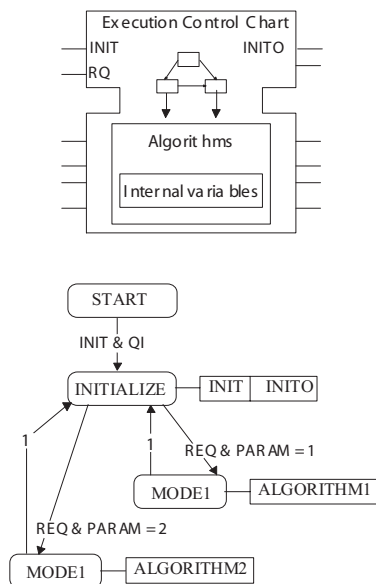 Execution Control Chart
INIT INITO
RQ
Algorithms
Internal variables
START
INIT & QI
INITIALIZE INIT INITO
1 1
REQ & PARAM = 1
MODE1 ALGORITHM1
REQ & PARAM = 2
MODE1 ALGORITHM2